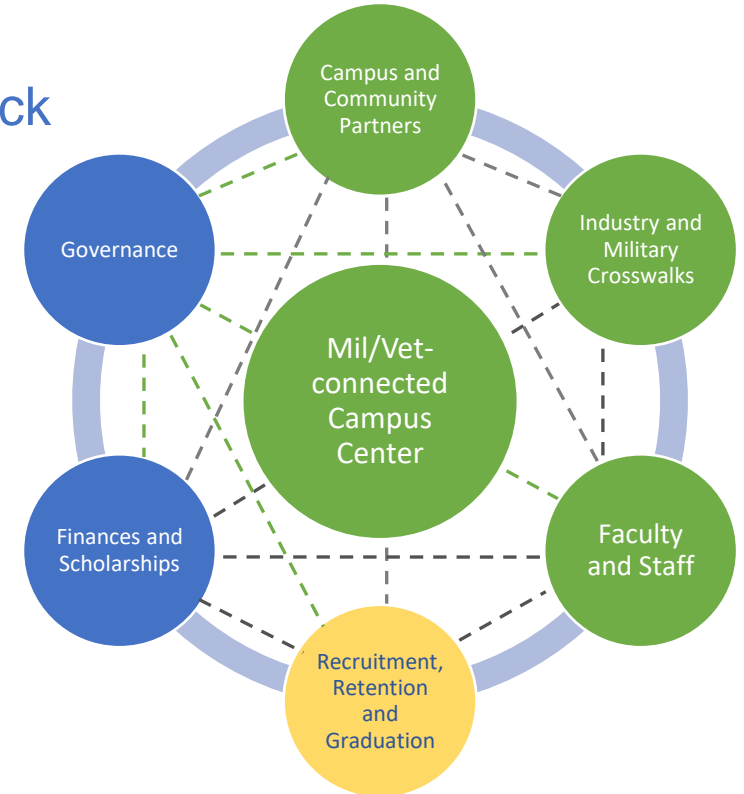 ck
Campus and
Community
Partners
Governance
Industry and
Military
Crosswalks
Mil/Vet-
connected
Campus
Center
Finances and
Scholarships
Faculty
and Staff
Recruitment,
Retention
and
Graduation